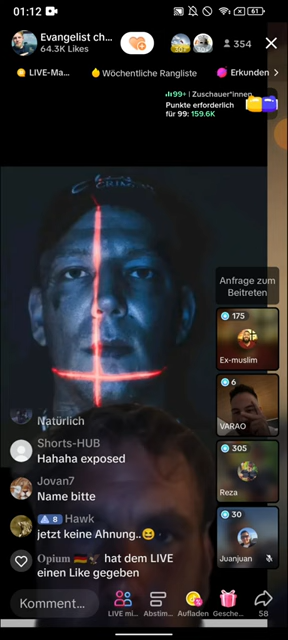 01:12
61
Evangelist ch...
64.3K Likes
354
LIVE-Ma...
Wöchentliche Rangliste
Erkunden
99+ | Zuschauer*innen
Punkte erforderlich
für 99: 159.6K
Anfrage zum
Beitreten
175
Ex-muslim
6
VARAO
305
Reza
30
Juanjuan
Natürlich
Shorts-HUB
Hahaha exposed
Jovan7
Name bitte
8 Hawk
jetzt keine Ahnung..😆
Opium 🇩🇪🦅 hat dem LIVE
einen Like gegeben
Kommentar...
LIVE mi...
Abstim...
Aufladen
Gesche...
58